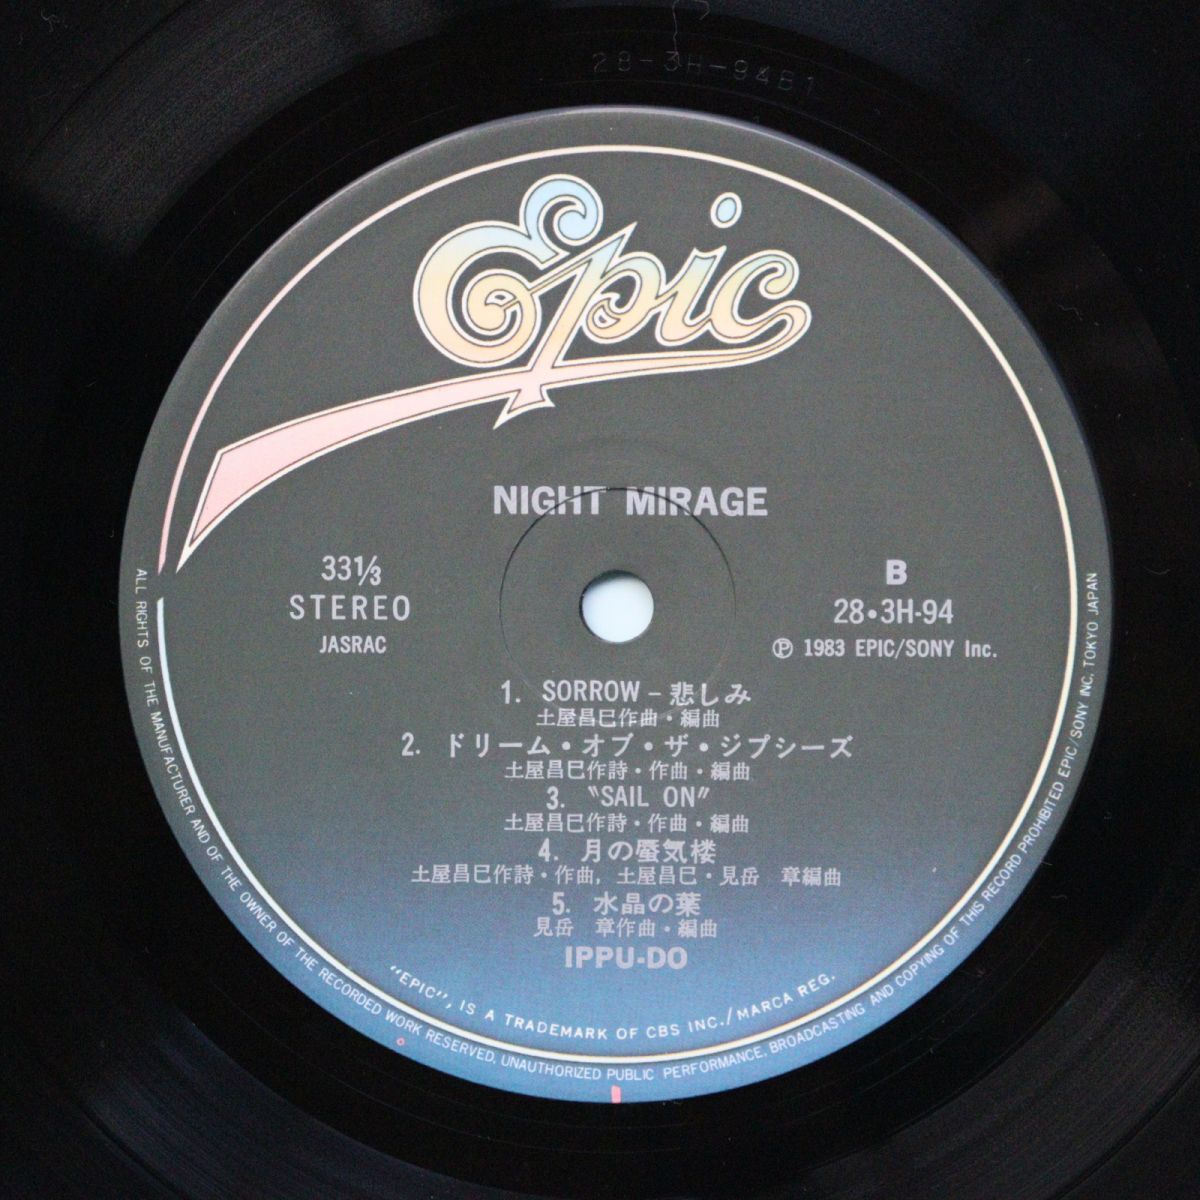 28-3H-94B1
Epic
NIGHT MIRAGE
33⅓
STEREO
JASRAC
B
28・3H-94
Ⓟ 1983 EPIC/SONY Inc.
1. SORROW – 悲しみ
土屋昌巳作曲・編曲
2. ドリーム・オブ・ザ・ジプシーズ
土屋昌巳作詩・作曲・編曲
3. "SAIL ON"
土屋昌巳作詩・作曲・編曲
4. 月の蜃気楼
土屋昌巳作詩・作曲, 土屋昌巳・見岳 章編曲
5. 水晶の葉
見岳 章作曲・編曲
IPPU-DO
"EPIC", IS A TRADEMARK OF CBS INC./MARCA REG.
ALL RIGHTS OF THE MANUFACTURER AND OF THE OWNER OF THE RECORDED WORK RESERVED. UNAUTHORIZED PUBLIC PERFORMANCE. BROADCASTING AND COPYING OF THIS RECORD PROHIBITED EPIC/SONY INC. TOKYO JAPAN